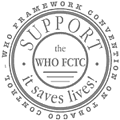 WHO FRAMEWORK CONVENTION ON TOBACCO CONTROL •
SUPPORT
the
WHO FCTC
it saves lives!